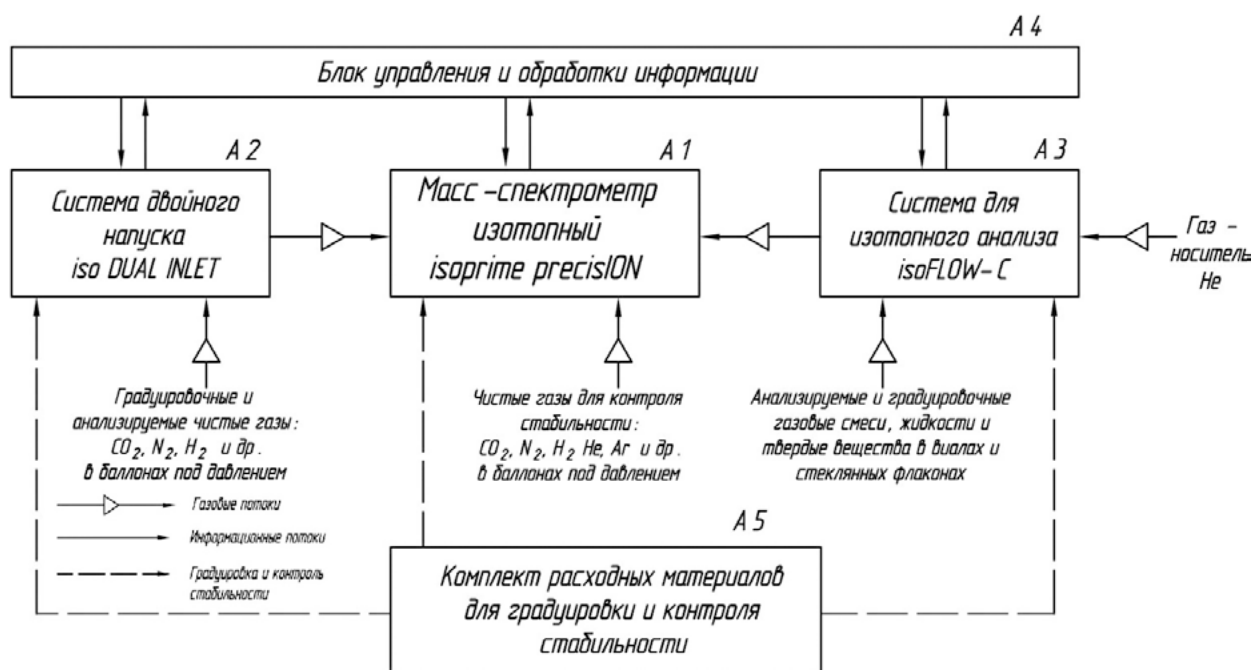 А 4
Блок управления и обработки информации
А 2
Система двойного
напуска
iso DUAL INLET
А 1
Масс-спектрометр
изотопный
isoprime precisION
А 3
Система для
изотопного анализа
isoFLOW-C
Газ -
носитель
He
Градуировочные и
анализируемые чистые газы:
CO2, N2, H2 и др.
в баллонах под давлением
Чистые газы для контроля
стабильности:
CO2, N2, H2 He, Ar и др.
в баллонах под давлением
Анализируемые и градуировочные
газовые смеси, жидкости и
твердые вещества в виалах и
стеклянных флаконах
Газовые потоки
Информационные потоки
Градуировка и контроль
стабильности
А 5
Комплект расходных материалов
для градуировки и контроля
стабильности